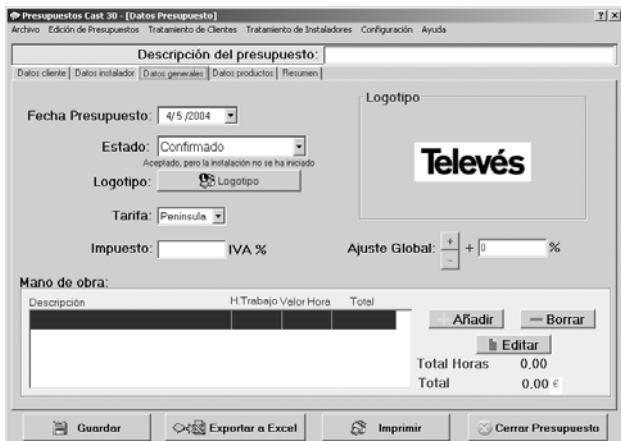 Presupuestos Cast 30 - [Datos Presupuesto]
Archivo Edición de Presupuestos Tratamiento de Clientes Tratamiento de Instaladores Configuración Ayuda
Descripción del presupuesto:
Datos cliente Datos instalador Datos generales Datos productos Resumen
Fecha Presupuesto: 4/ 5 /2004
Estado: Confirmado
Aceptado, pero la instalación no se ha iniciado
Logotipo: Logotipo
Tarifa: Peninsula
Impuesto: IVA %
Logotipo
Televés
Ajuste Global: + - + 0 %
Mano de obra:
Descripción H.Trabajo Valor Hora Total
Añadir Borrar
Editar
Total Horas 0,00
Total 0,00 €
Guardar Exportar a Excel Imprimir Cerrar Presupuesto